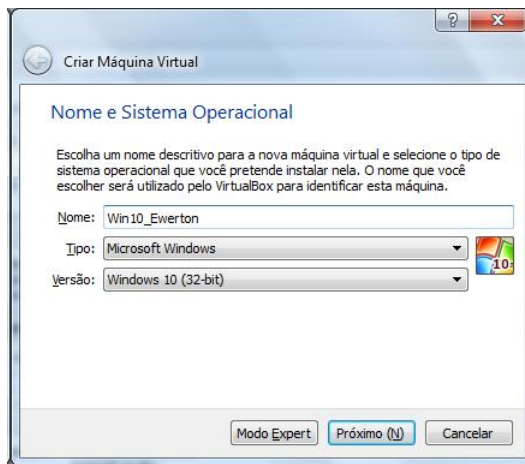 ?
X
Criar Máquina Virtual
Nome e Sistema Operacional
Escolha um nome descritivo para a nova máquina virtual e selecione o tipo de
sistema operacional que você pretende instalar nela. O nome que você
escolher será utilizado pelo VirtualBox para identificar esta máquina.
Nome: Win10_Ewerton
Tipo: Microsoft Windows
10
Versão: Windows 10 (32-bit)
Modo Expert Próximo (N) Cancelar